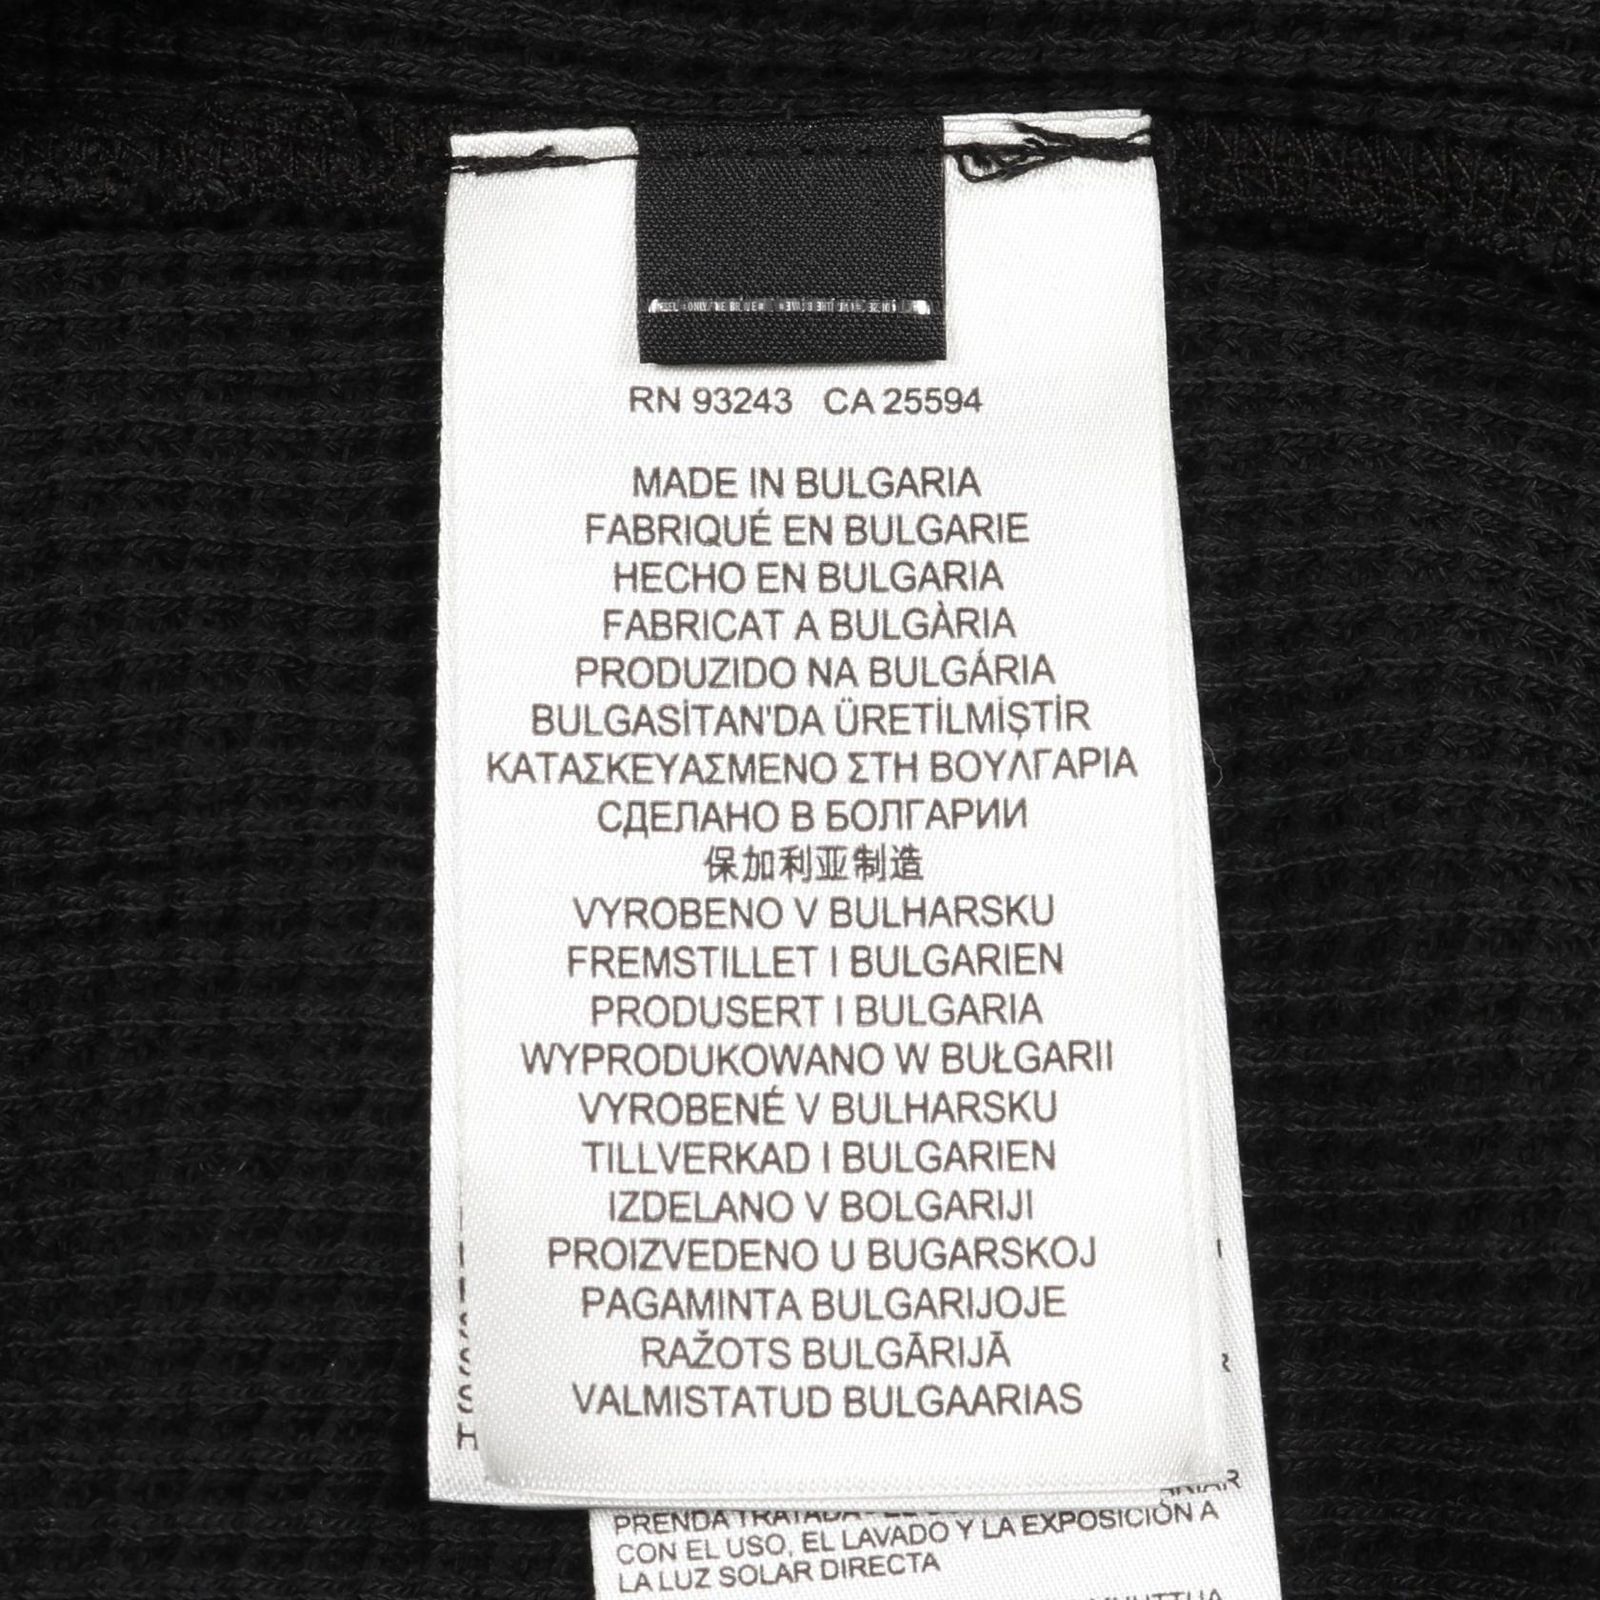 RN 93243 CA 25594
MADE IN BULGARIA
FABRIQUÉ EN BULGARIE
HECHO EN BULGARIA
FABRICAT A BULGÀRIA
PRODUZIDO NA BULGÁRIA
BULGASİTAN'DA ÜRETİLMİŞTİR
ΚΑΤΑΣΚΕΥΑΣΜΕΝΟ ΣΤΗ ΒΟΥΛΓΑΡΙΑ
СДЕЛАНО В БОЛГАРИИ
保加利亚制造
VYROBENO V BULHARSKU
FREMSTILLET I BULGARIEN
PRODUSERT I BULGARIA
WYPRODUKOWANO W BUŁGARII
VYROBENÉ V BULHARSKU
TILLVERKAD I BULGARIEN
IZDELANO V BOLGARIJI
PROIZVEDENO U BUGARSKOJ
PAGAMINTA BULGARIJOJE
RAŽOTS BULGĀRIJĀ
VALMISTATUD BULGAARIAS
PRENDA TRATADA
CON EL USO, EL LAVADO Y LA EXPOSICIÓN A
LA LUZ SOLAR DIRECTA